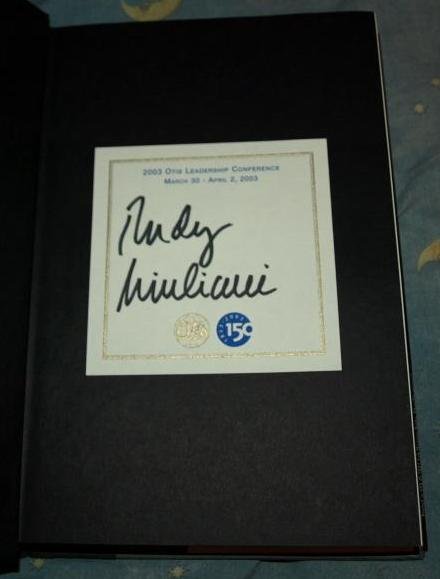 2003 OTIS LEADERSHIP CONFERENCE
MARCH 30 - APRIL 2, 2003
Rudy
Giuliani
150